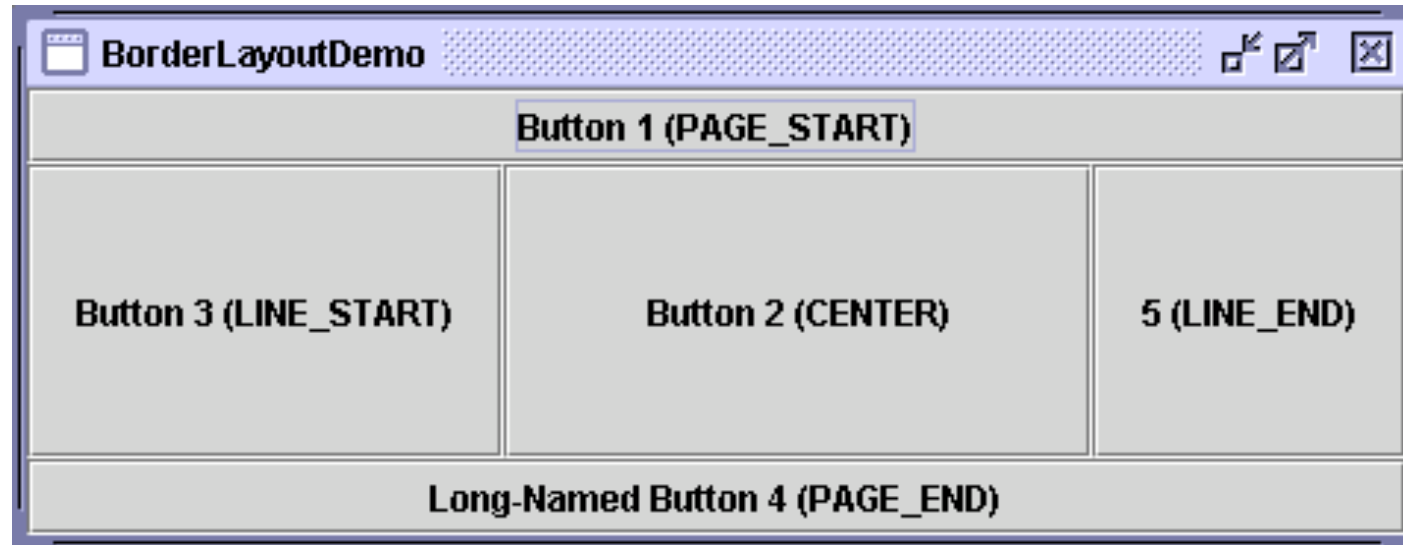 BorderLayoutDemo
Button 1 (PAGE_START)
Button 3 (LINE_START)
Button 2 (CENTER)
5 (LINE_END)
Long-Named Button 4 (PAGE_END)